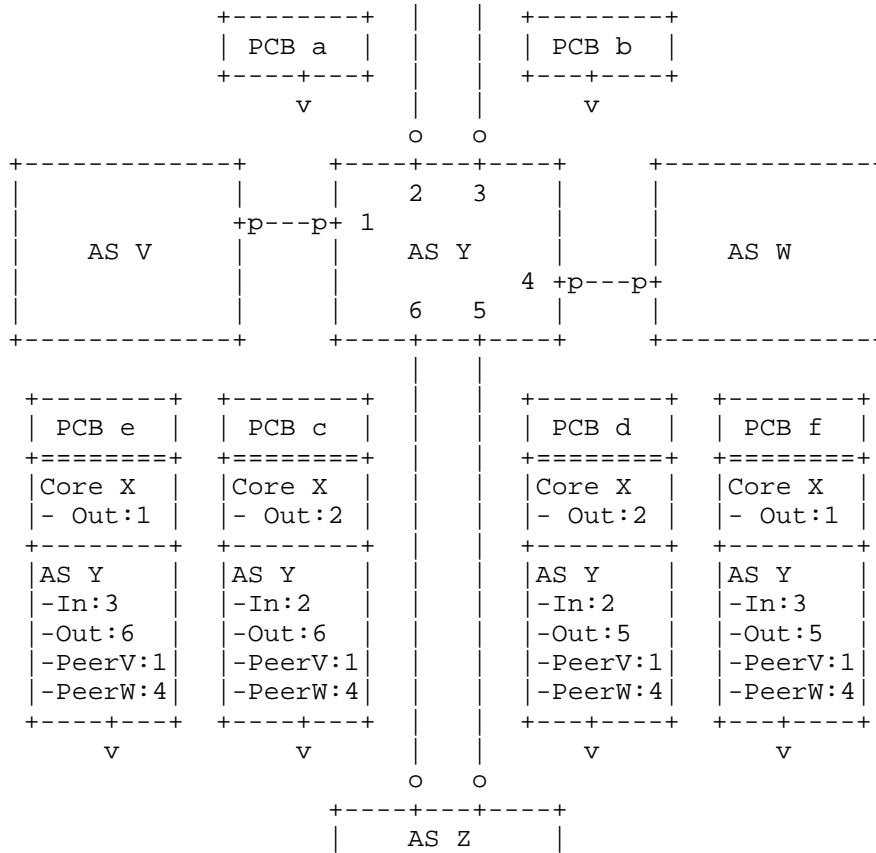 PCB a PCB b
v v
o o
2 3
p---p 1
AS V AS Y AS W
4 p---p
6 5
PCB e PCB c PCB d PCB f
Core X Core X Core X Core X
- Out:1 - Out:2 - Out:2 - Out:1
AS Y AS Y AS Y AS Y
-In:3 -In:2 -In:2 -In:3
-Out:6 -Out:6 -Out:5 -Out:5
-PeerV:1 -PeerV:1 -PeerV:1 -PeerV:1
-PeerW:4 -PeerW:4 -PeerW:4 -PeerW:4
v v v v
o o
AS Z